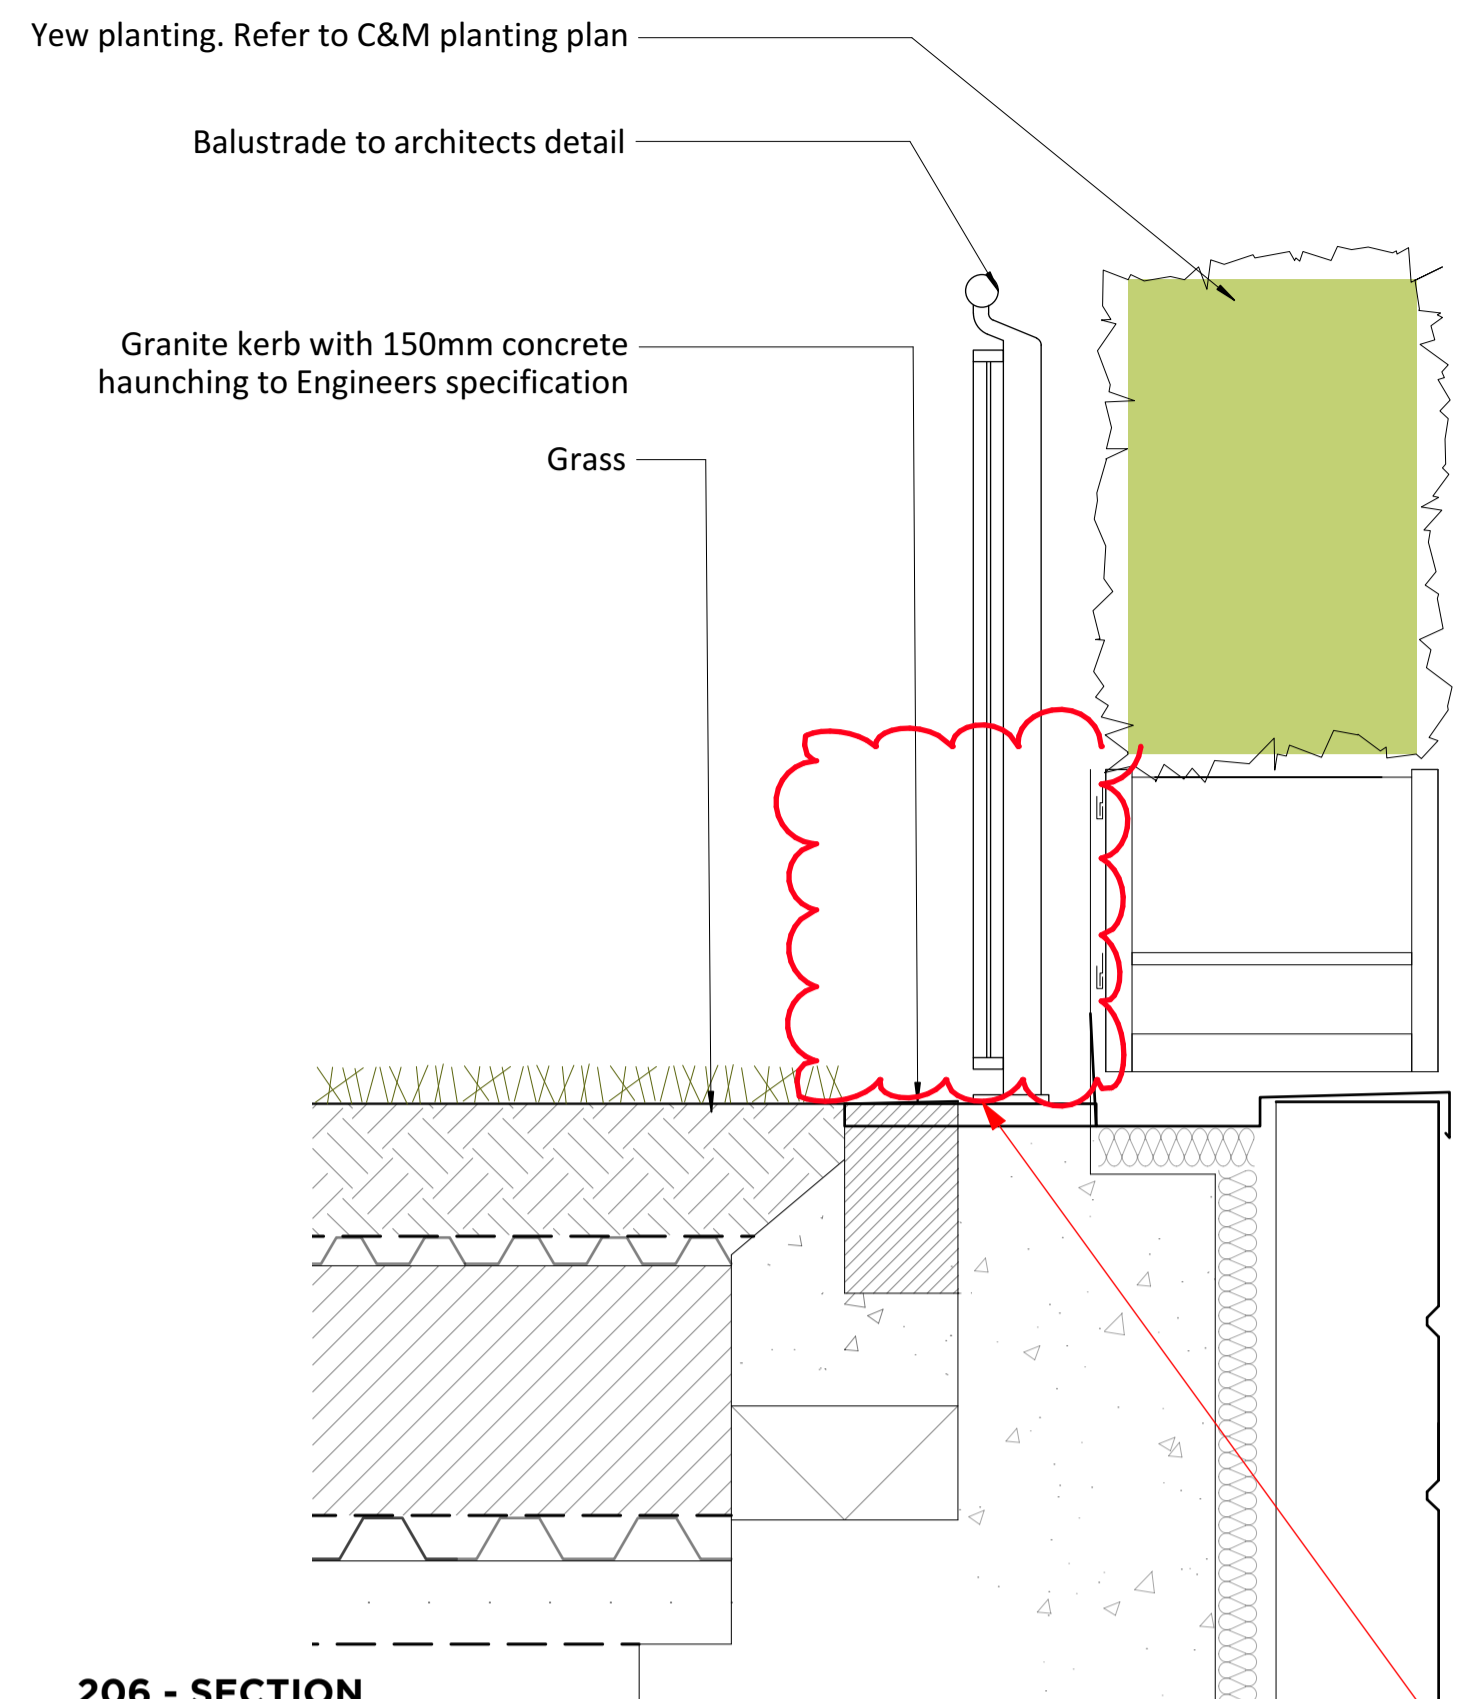 Yew planting. Refer to C&M planting plan
Balustrade to architects detail
Granite kerb with 150mm concrete
haunching to Engineers specification
Grass
206 - SECTION